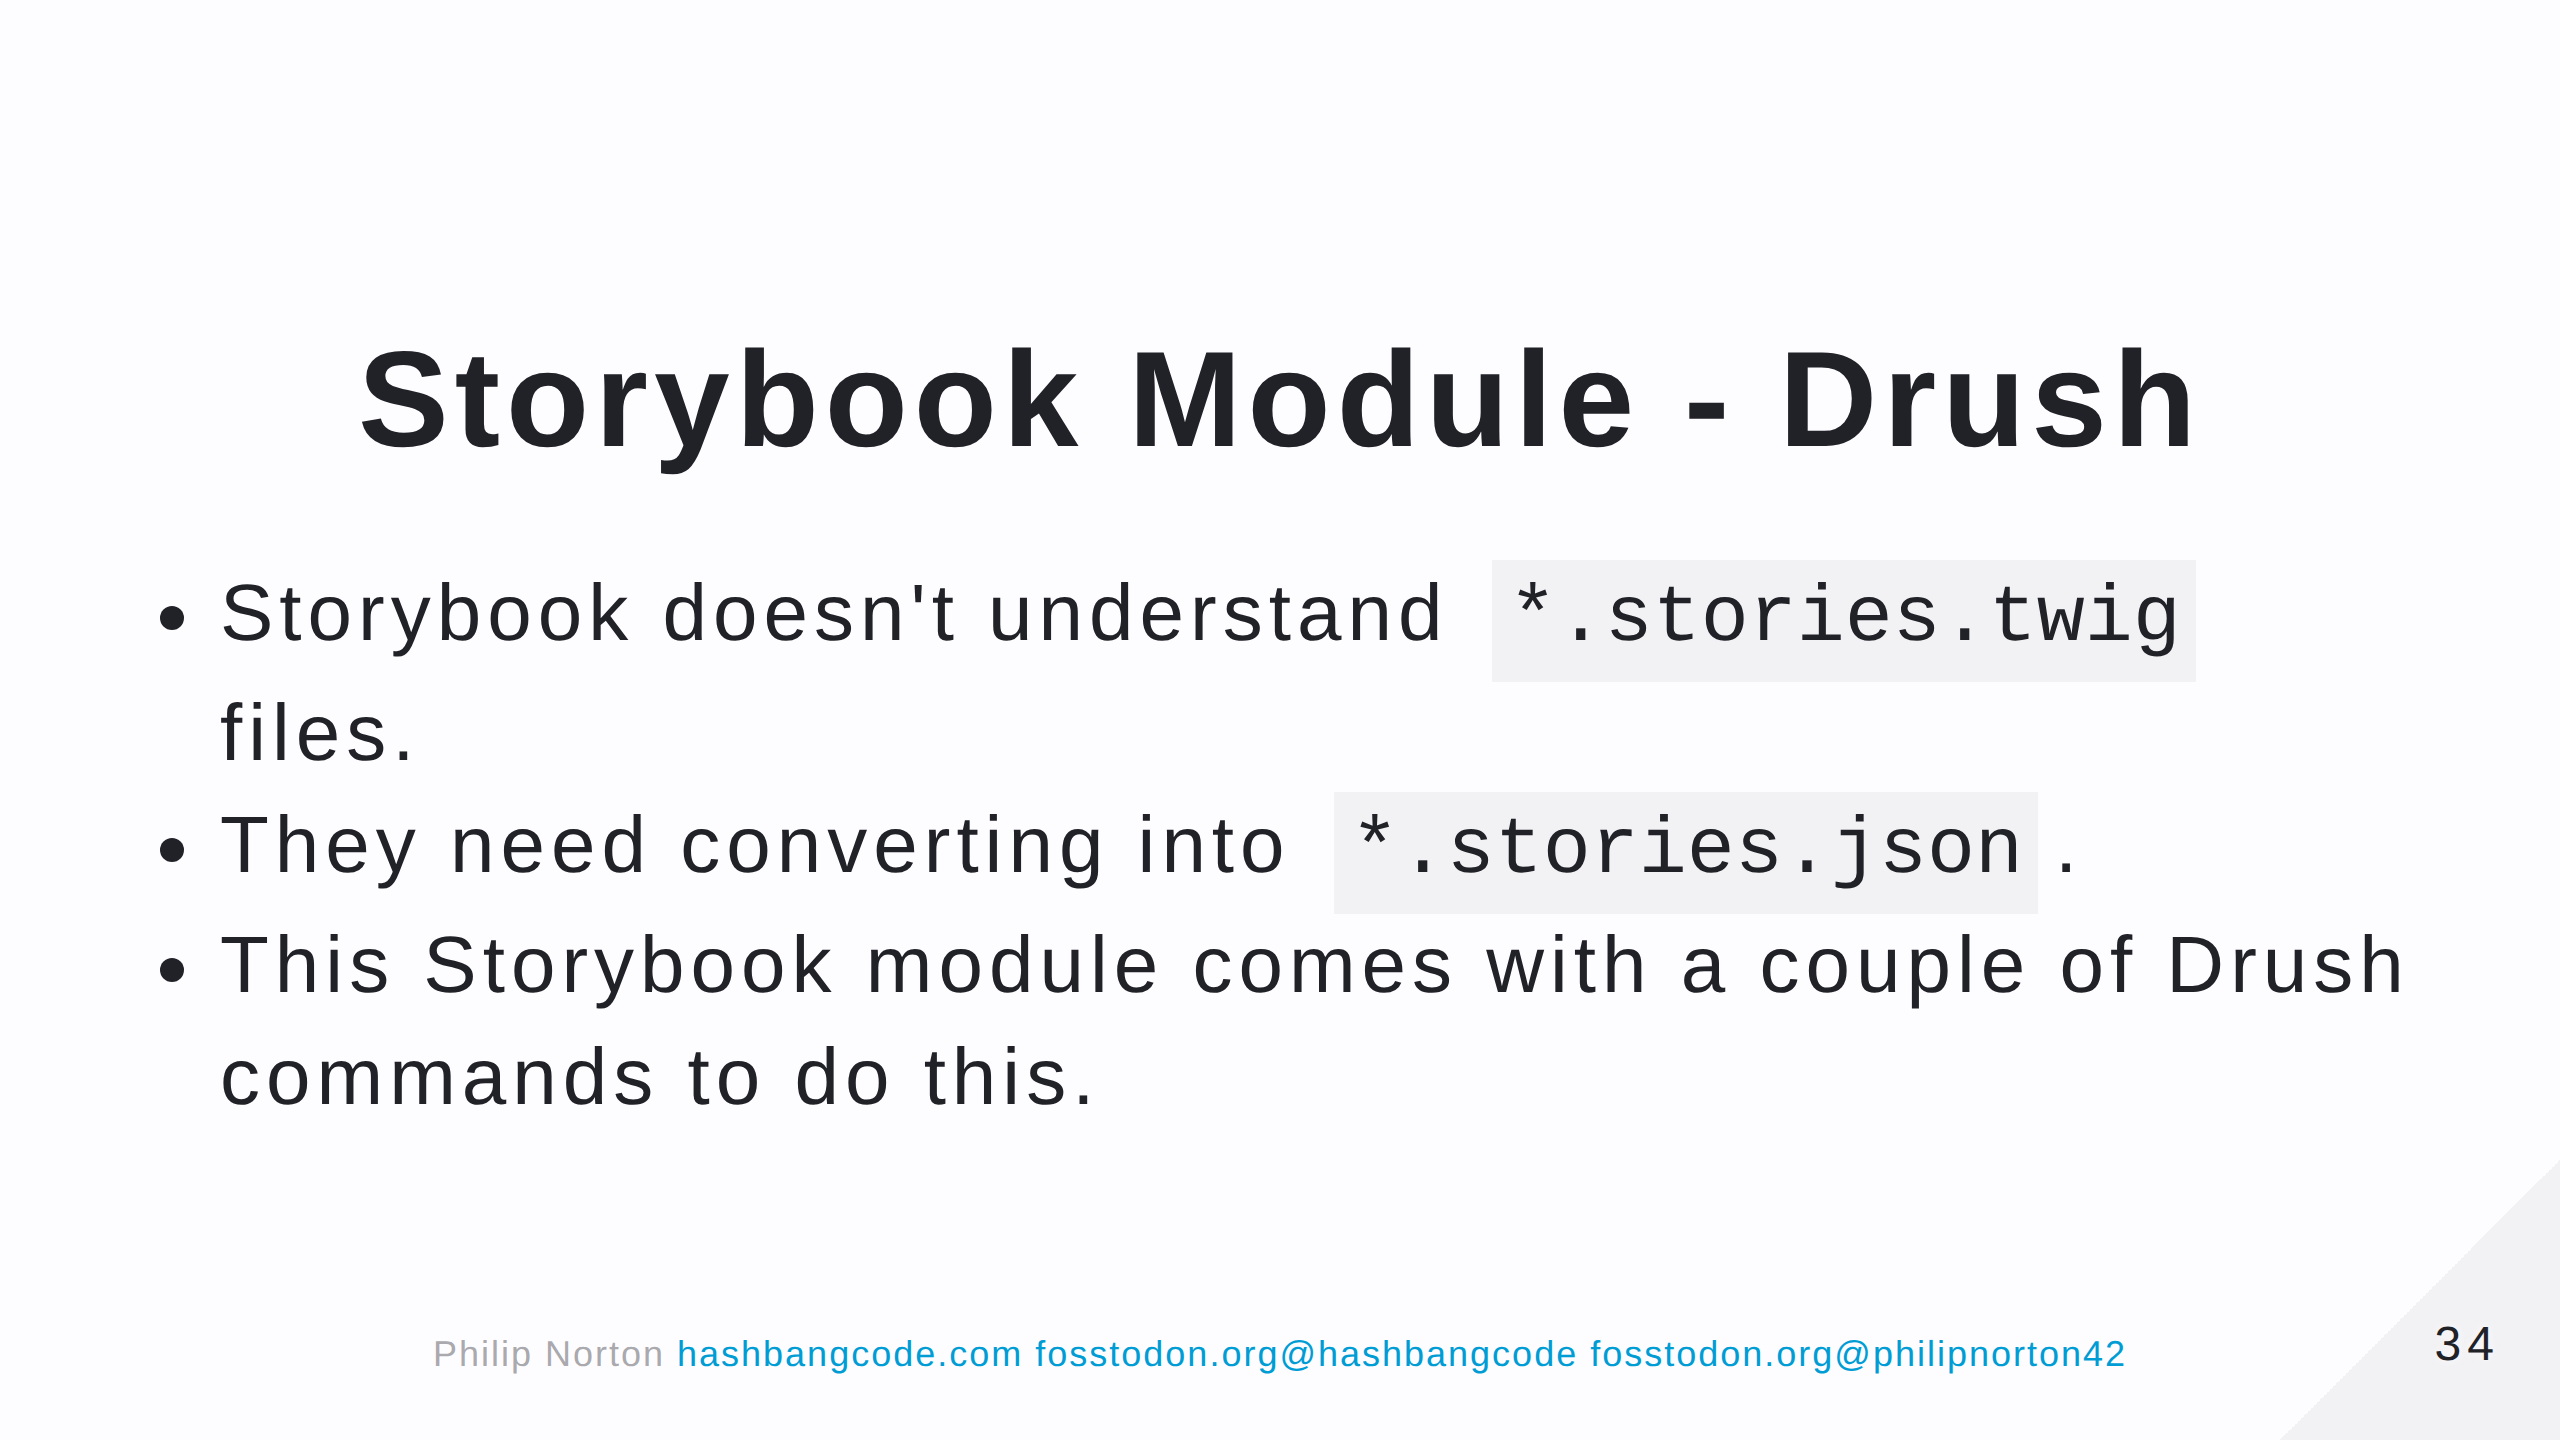 Storybook Module - Drush
• Storybook doesn't understand *.stories.twig
files.
• They need converting into *.stories.json.
• This Storybook module comes with a couple of Drush
commands to do this.
Philip Norton hashbangcode.com fosstodon.org@hashbangcode fosstodon.org@philipnorton42
34